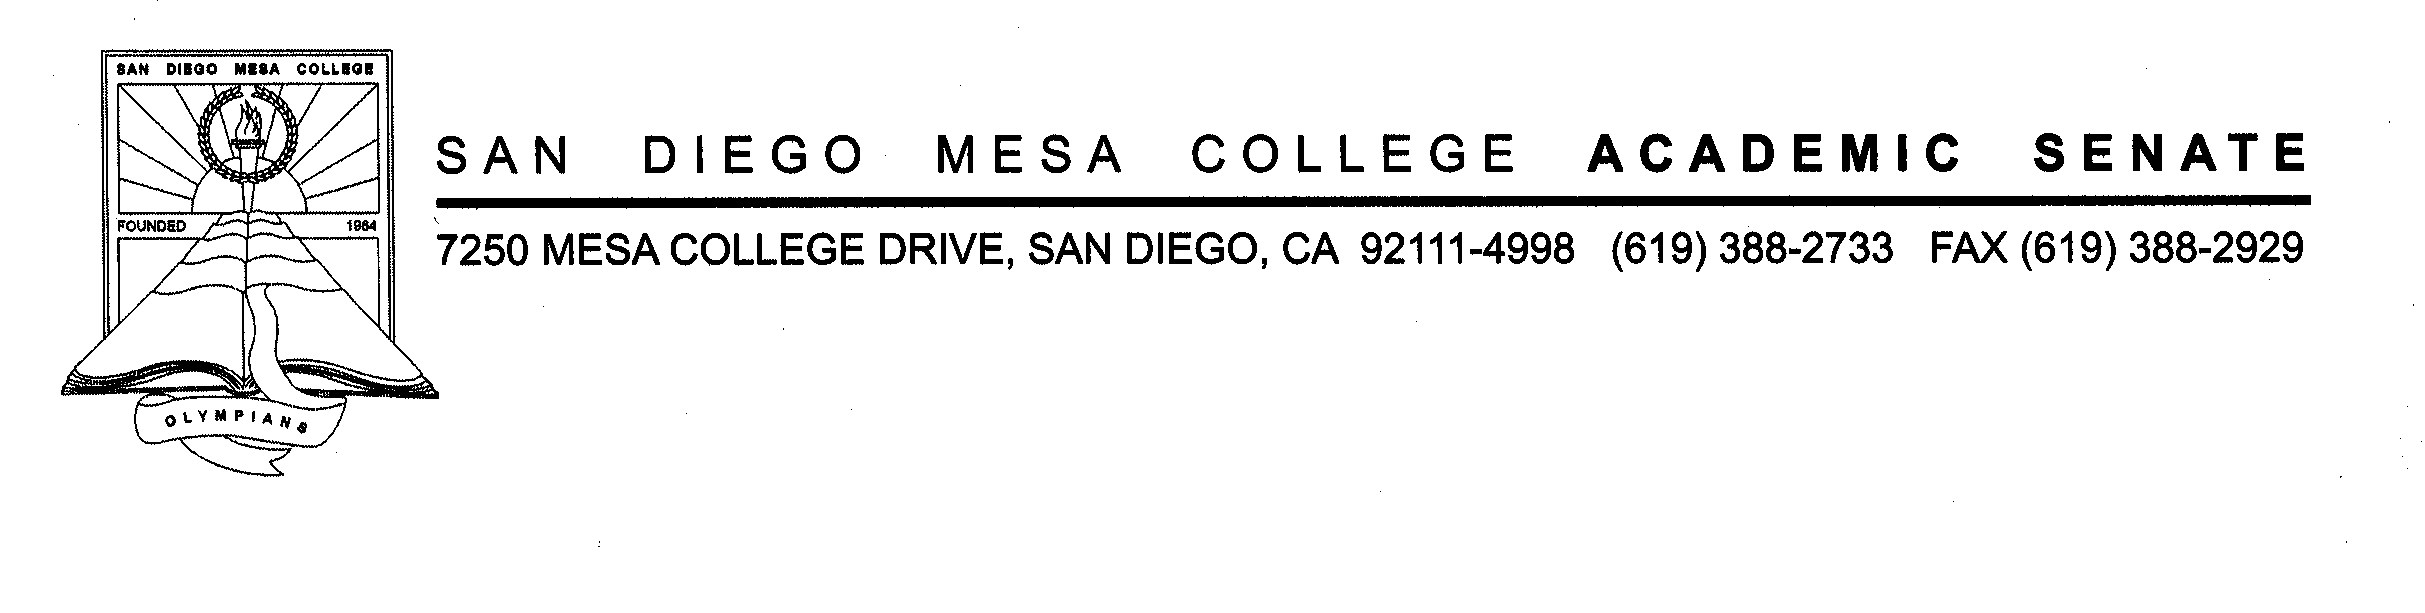 SAN DIEGO MESA COLLEGE
FOUNDED 1964
OLYMPIANS
SAN DIEGO MESA COLLEGE ACADEMIC SENATE
7250 MESA COLLEGE DRIVE, SAN DIEGO, CA 92111-4998 (619) 388-2733 FAX (619) 388-2929